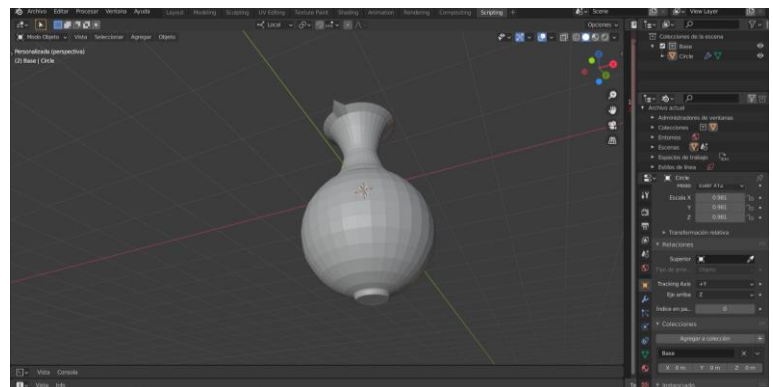 Archivo Editar Procesar Ventana Ayuda Layout Modeling Sculpting UV Editing Texture Paint Shading Animation Rendering Compositing Scripting + Scene View Layer
Local Opciones
Modo Objeto Vista Seleccionar Agregar Objeto
Personalizada (perspectiva)
(2) Base | Circle
Colecciones de la escena
Base
Circle
Archivo actual
Administradores de ventanas
Colecciones
Entornos
Escenas
Espacios de trabajo
Estilos de línea
Circle
Modo Euler XYZ
Escala X 0.981
Y 0.981
Z 0.981
Transformación relativa
Relaciones
Superior
Objeto
Tracking Axis +Y
Eje arriba Z
Índice en pa... 0
Colecciones
Agregar a colección
Base
X 0 m Y 0 m Z 0 m
Instanciado
Vista Consola
Vista Info